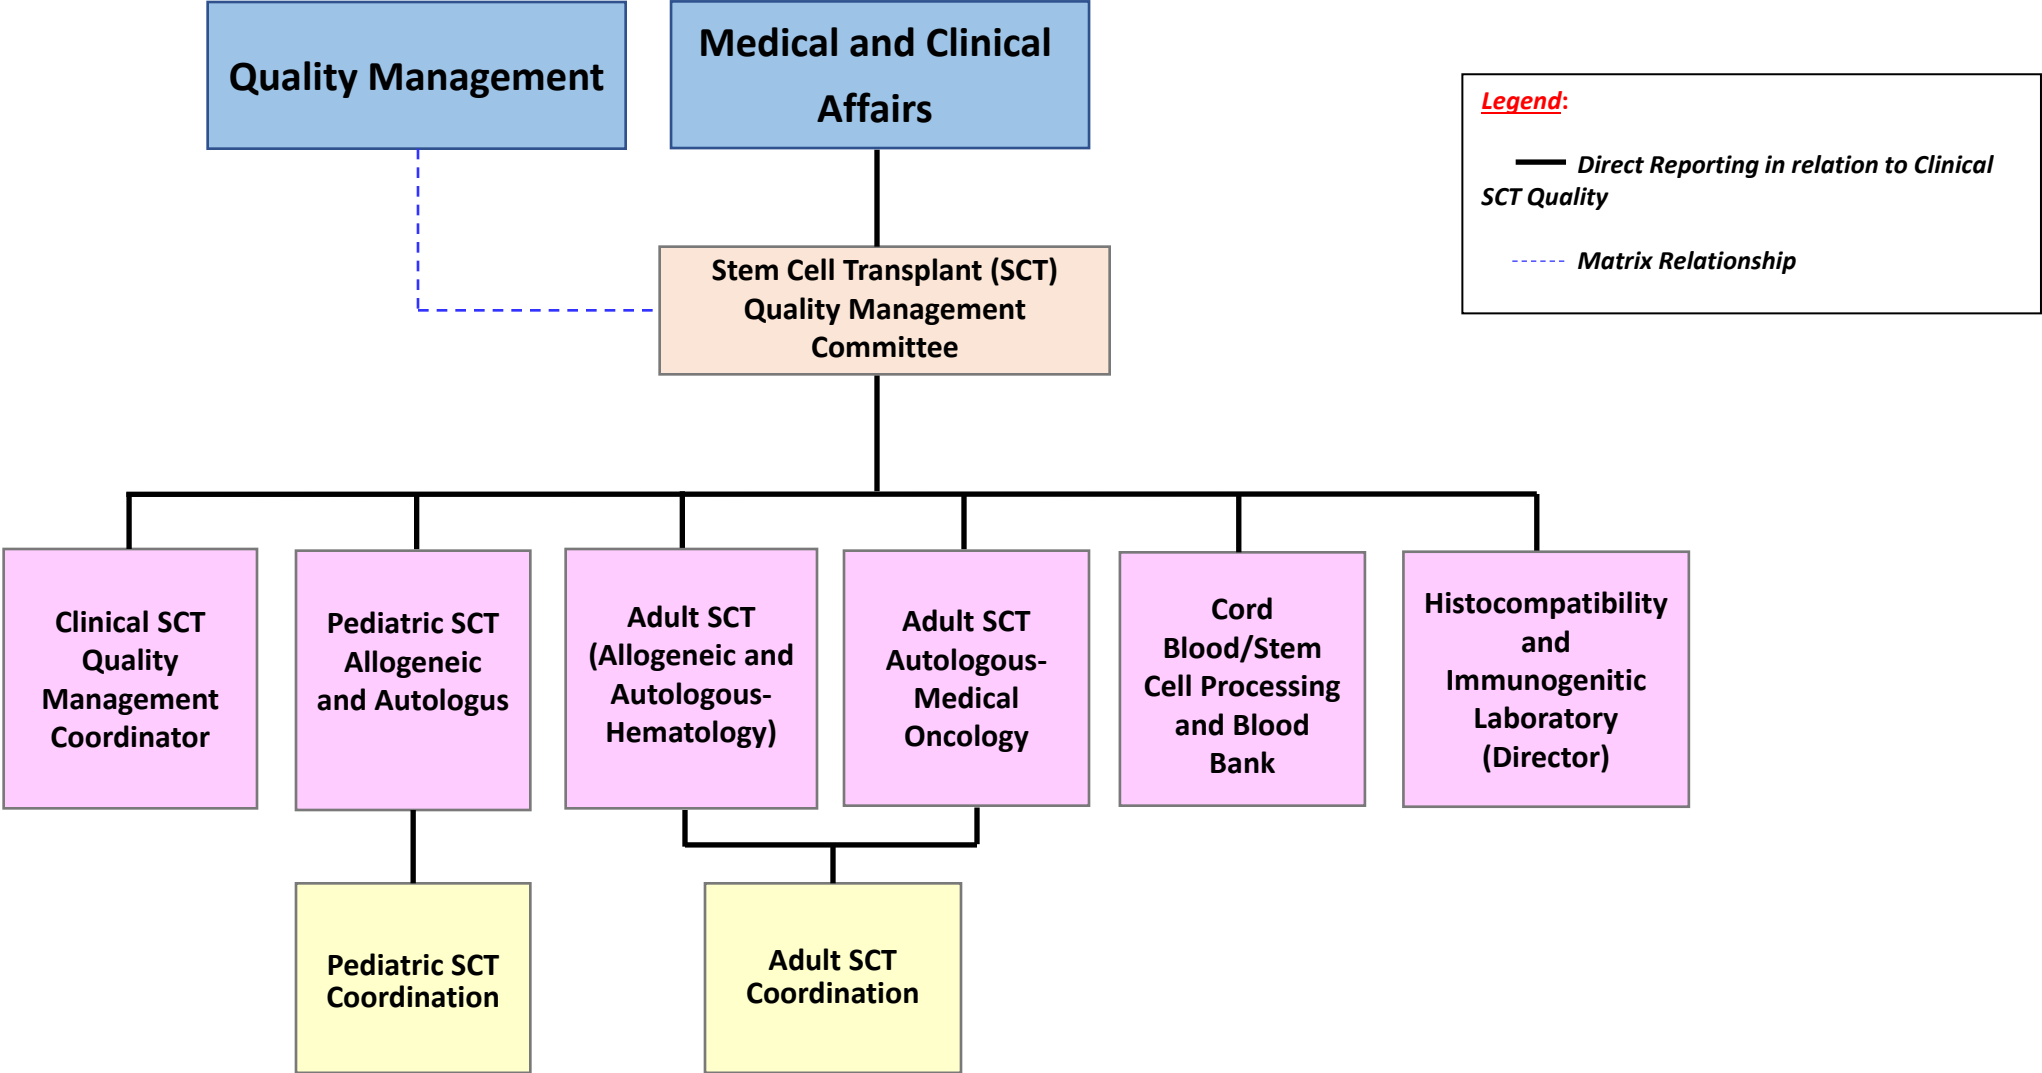 Quality Management
Medical and Clinical
Affairs
Legend:
Direct Reporting in relation to Clinical
SCT Quality
Matrix Relationship
Stem Cell Transplant (SCT)
Quality Management
Committee
Clinical SCT
Quality
Management
Coordinator
Pediatric SCT
Allogeneic
and Autologus
Adult SCT
(Allogeneic and
Autologous-
Hematology)
Adult SCT
Autologous-
Medical
Oncology
Cord
Blood/Stem
Cell Processing
and Blood
Bank
Histocompatibility
and
Immunogenitic
Laboratory
(Director)
Pediatric SCT
Coordination
Adult SCT
Coordination